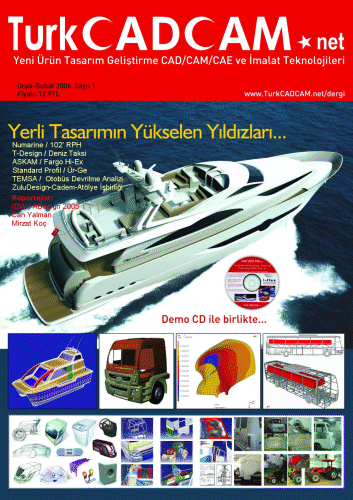 TurkCADCAM★net
Yeni Ürün Tasarım Geliştirme CAD/CAM/CAE ve İmalat Teknolojileri
Ocak-Şubat 2006 Sayı 1
Fiyatı: 12 YTL
www.TurkCADCAM.net/dergi
Yerli Tasarımın Yükselen Yıldızları...
Numarine / 102' RPH
T-Design / Deniz Taksi
ASKAM / Fargo Hi-Ex
Standard Profil / Ür-Ge
TEMSA / Otobüs Devrilme Analizi
ZuluDesign-Cadem-Atölye İşbirliği
Röportajlar:
Can Yalman
Mirzat Koç
Demo CD ile birlikte...